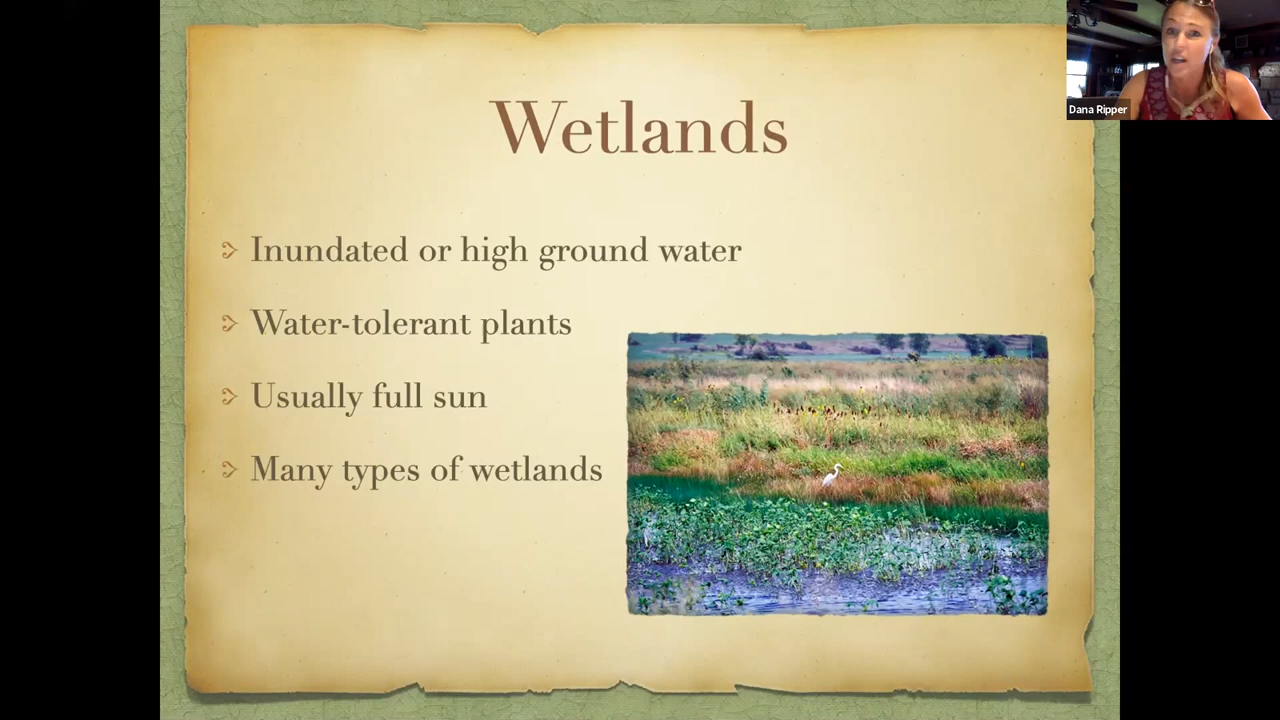 Wetlands
Inundated or high ground water
Water-tolerant plants
Usually full sun
Many types of wetlands
Dana Ripper